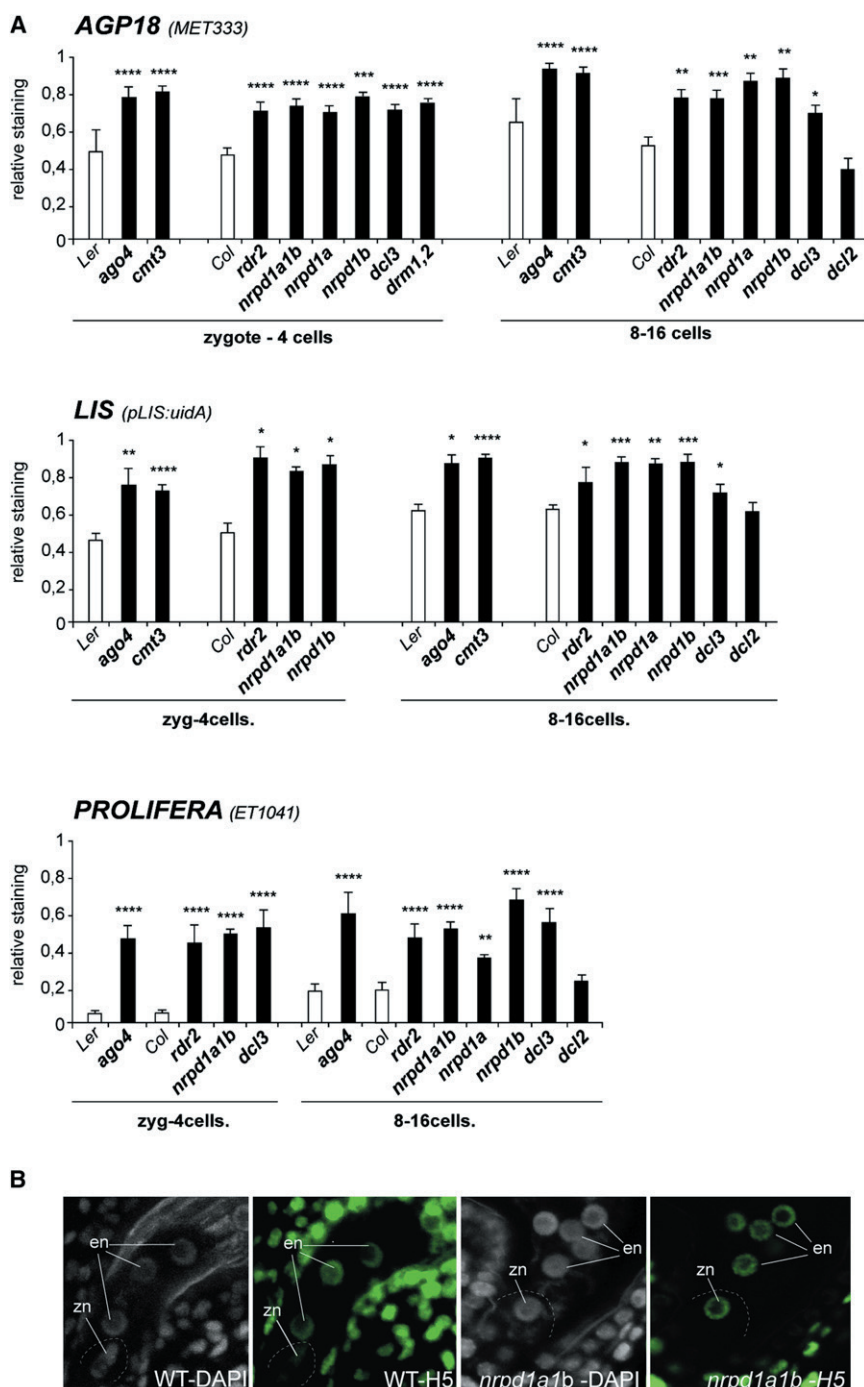 A
AGP18 (MET333)
relative staining
1
0,8
0,6
0,4
0,2
0
**** **** **** **** **** *** **** ****
Ler ago4 cmt3 Col rdr2 nrpd1a1b nrpd1a nrpd1b dcl3 drm1,2
zygote - 4 cells
**** **** ** *** ** ** *
Ler ago4 cmt3 Col rdr2 nrpd1a1b nrpd1a nrpd1b dcl3 dcl2
8-16 cells
LIS (pLIS:uidA)
relative staining
1
0,8
0,6
0,4
0,2
0
** **** * * *
Ler ago4 cmt3 Col rdr2 nrpd1a1b nrpd1b
zyg-4cells.
* **** * *** ** *** *
Ler ago4 cmt3 Col rdr2 nrpd1a1b nrpd1a nrpd1b dcl3 dcl2
8-16cells.
PROLIFERA (ET1041)
relative staining
1
0,8
0,6
0,4
0,2
0
**** **** **** ****
Ler ago4 Col rdr2 nrpd1a1b dcl3
zyg-4cells.
**** **** **** ** **** ****
Ler ago4 Col rdr2 nrpd1a1b nrpd1a nrpd1b dcl3 dcl2
8-16cells.
B
en
zn
WT-DAPI
en
zn
WT-H5
en
zn
nrpd1a1b -DAPI
en
zn
nrpd1a1b -H5